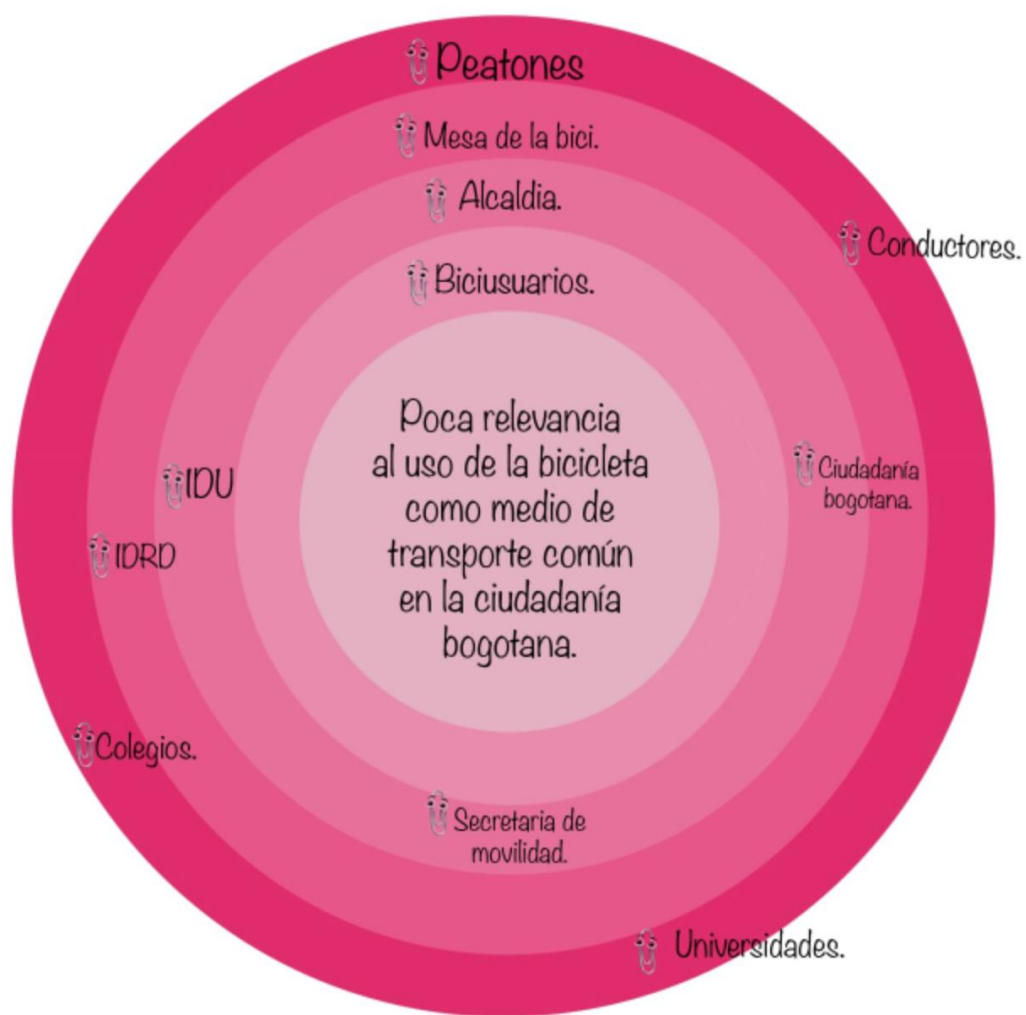 Peatones
Mesa de la bici.
Alcaldia.
Conductores.
Biciusuarios.
Poca relevancia
al uso de la bicicleta
como medio de
transporte común
en la ciudadanía
bogotana.
Ciudadanía
bogotana.
IDU
IDRD
Colegios.
Secretaria de
movilidad.
Universidades.